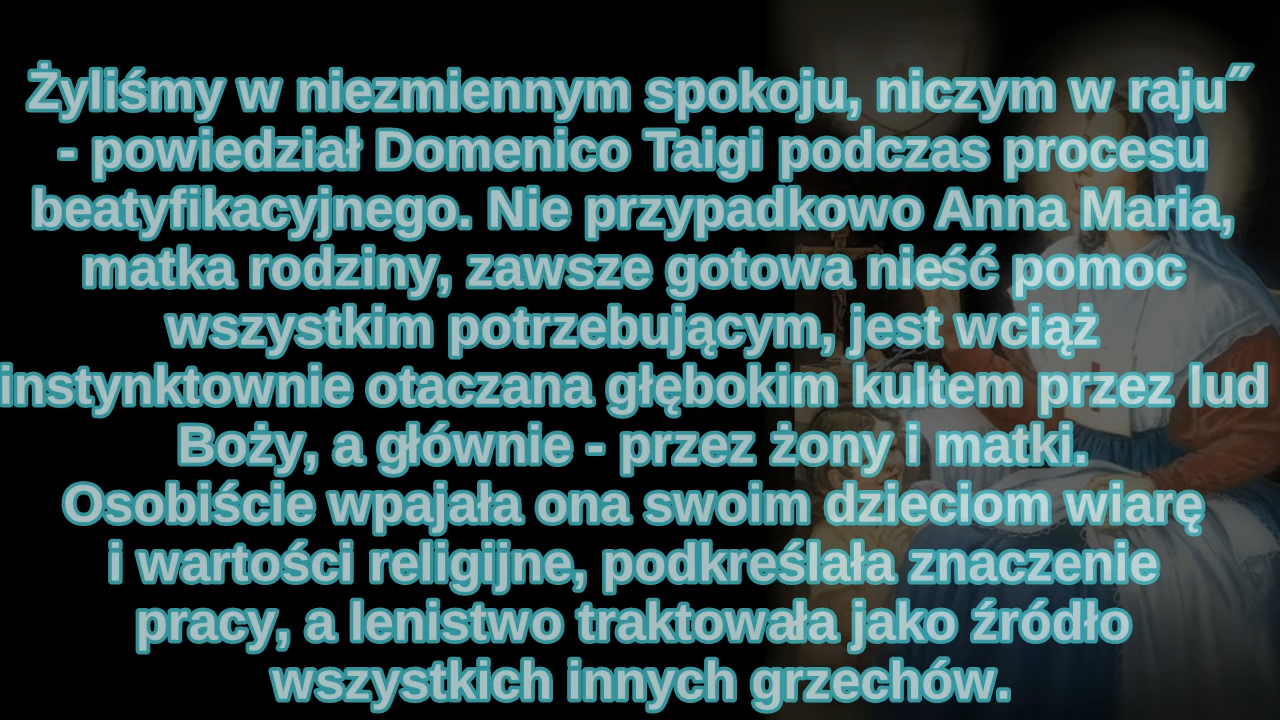 Żyliśmy w niezmiennym spokoju, niczym w raju˝
- powiedział Domenico Taigi podczas procesu
beatyfikacyjnego. Nie przypadkowo Anna Maria,
matka rodziny, zawsze gotowa nieść pomoc
wszystkim potrzebującym, jest wciąż
instynktownie otaczana głębokim kultem przez lud
Boży, a głównie - przez żony i matki.
Osobiście wpajała ona swoim dzieciom wiarę
i wartości religijne, podkreślała znaczenie
pracy, a lenistwo traktowała jako źródło
wszystkich innych grzechów.